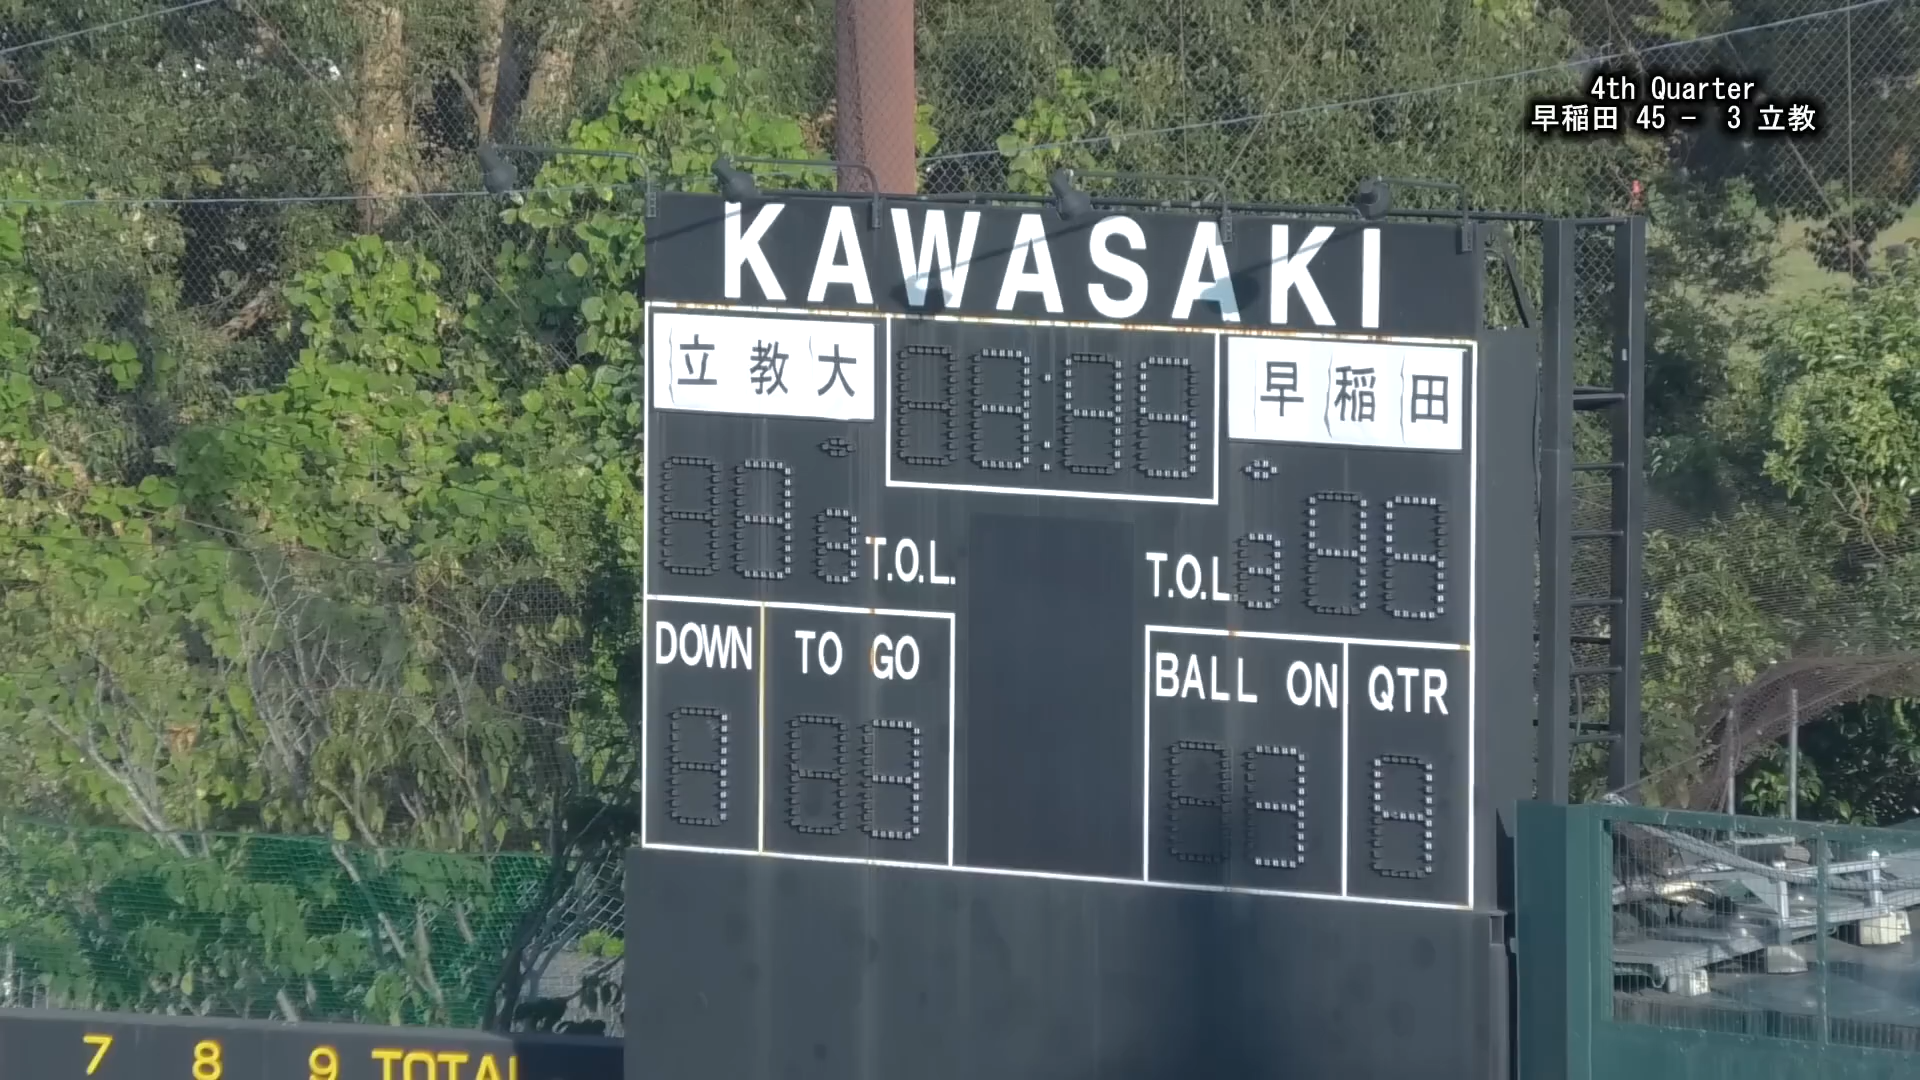 4th Quarter
早稲田 45 - 3 立教
KAWASAKI
立教大
早稲田
T.O.L.
T.O.L
DOWN
TO GO
BALL ON
QTR
7 8 9 TOTAL